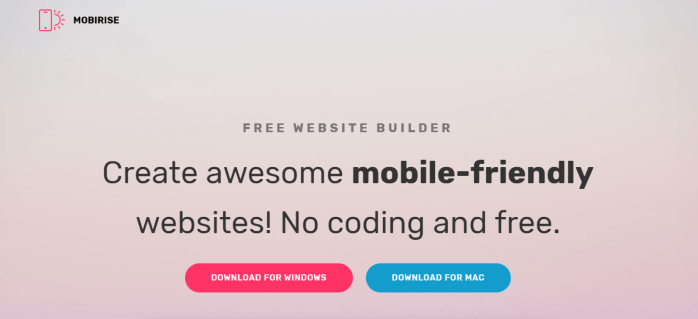 MOBIRISE
FREE WEBSITE BUILDER
Create awesome mobile-friendly
websites! No coding and free.
DOWNLOAD FOR WINDOWS
DOWNLOAD FOR MAC